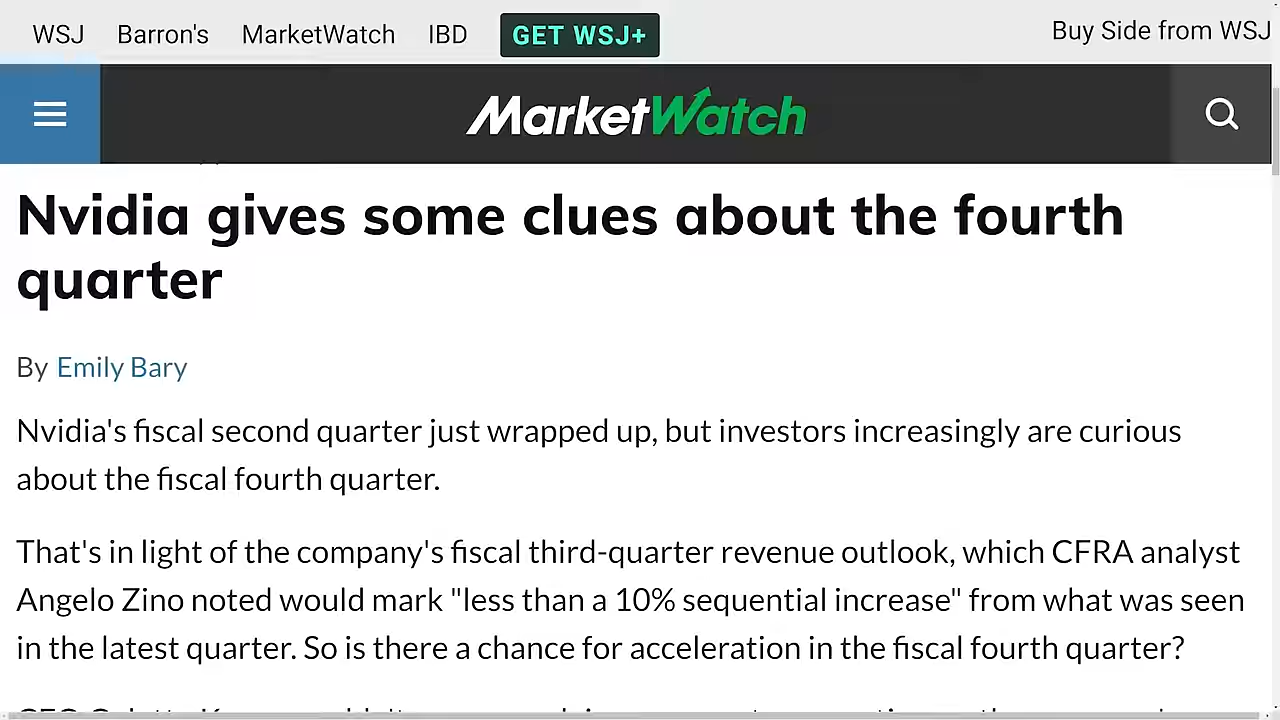 WSJ Barron's MarketWatch IBD GET WSJ+ Buy Side from WSJ
MarketWatch
Nvidia gives some clues about the fourth
quarter
By Emily Bary
Nvidia's fiscal second quarter just wrapped up, but investors increasingly are curious
about the fiscal fourth quarter.
That's in light of the company's fiscal third-quarter revenue outlook, which CFRA analyst
Angelo Zino noted would mark "less than a 10% sequential increase" from what was seen
in the latest quarter. So is there a chance for acceleration in the fiscal fourth quarter?